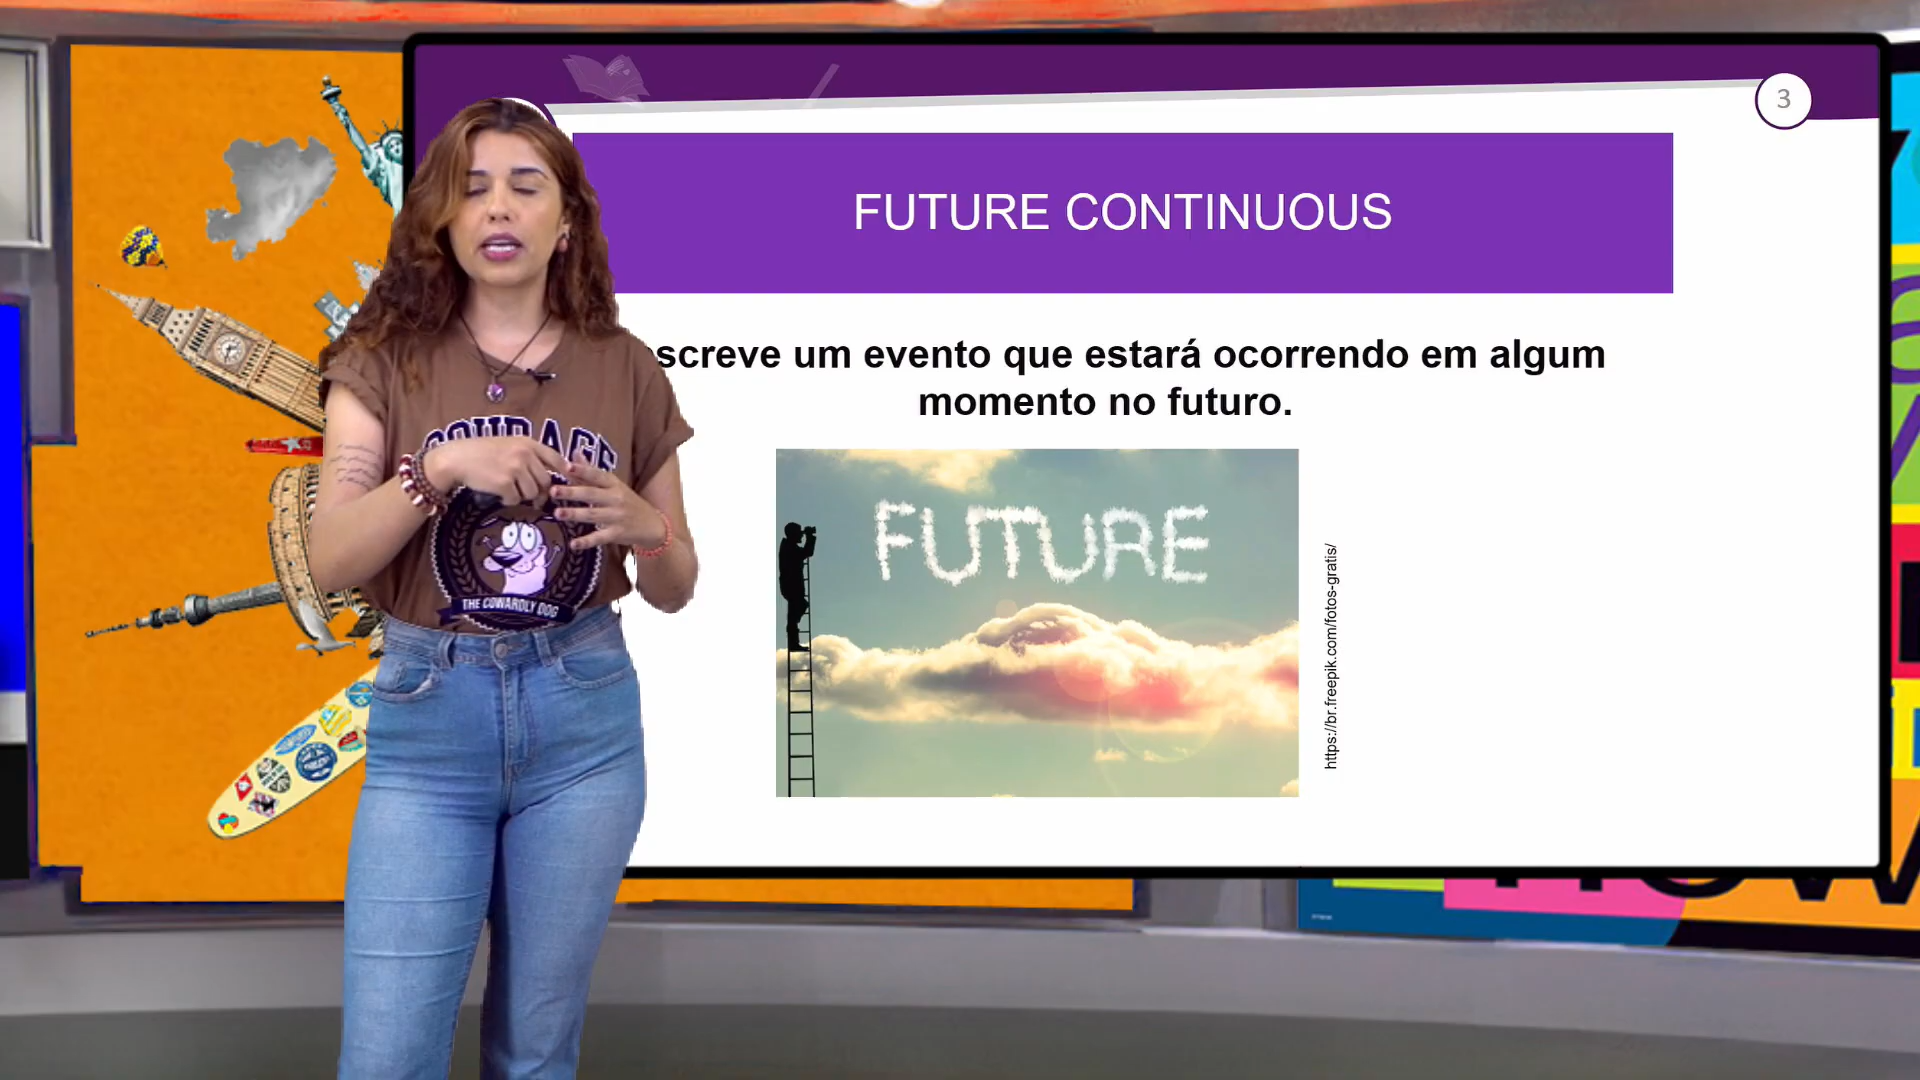 3
FUTURE CONTINUOUS
screve um evento que estará ocorrendo em algum
momento no futuro.
FUTURE
https://br.freepik.com/fotos-gratis/
COURAGE
THE COWARDLY DOG